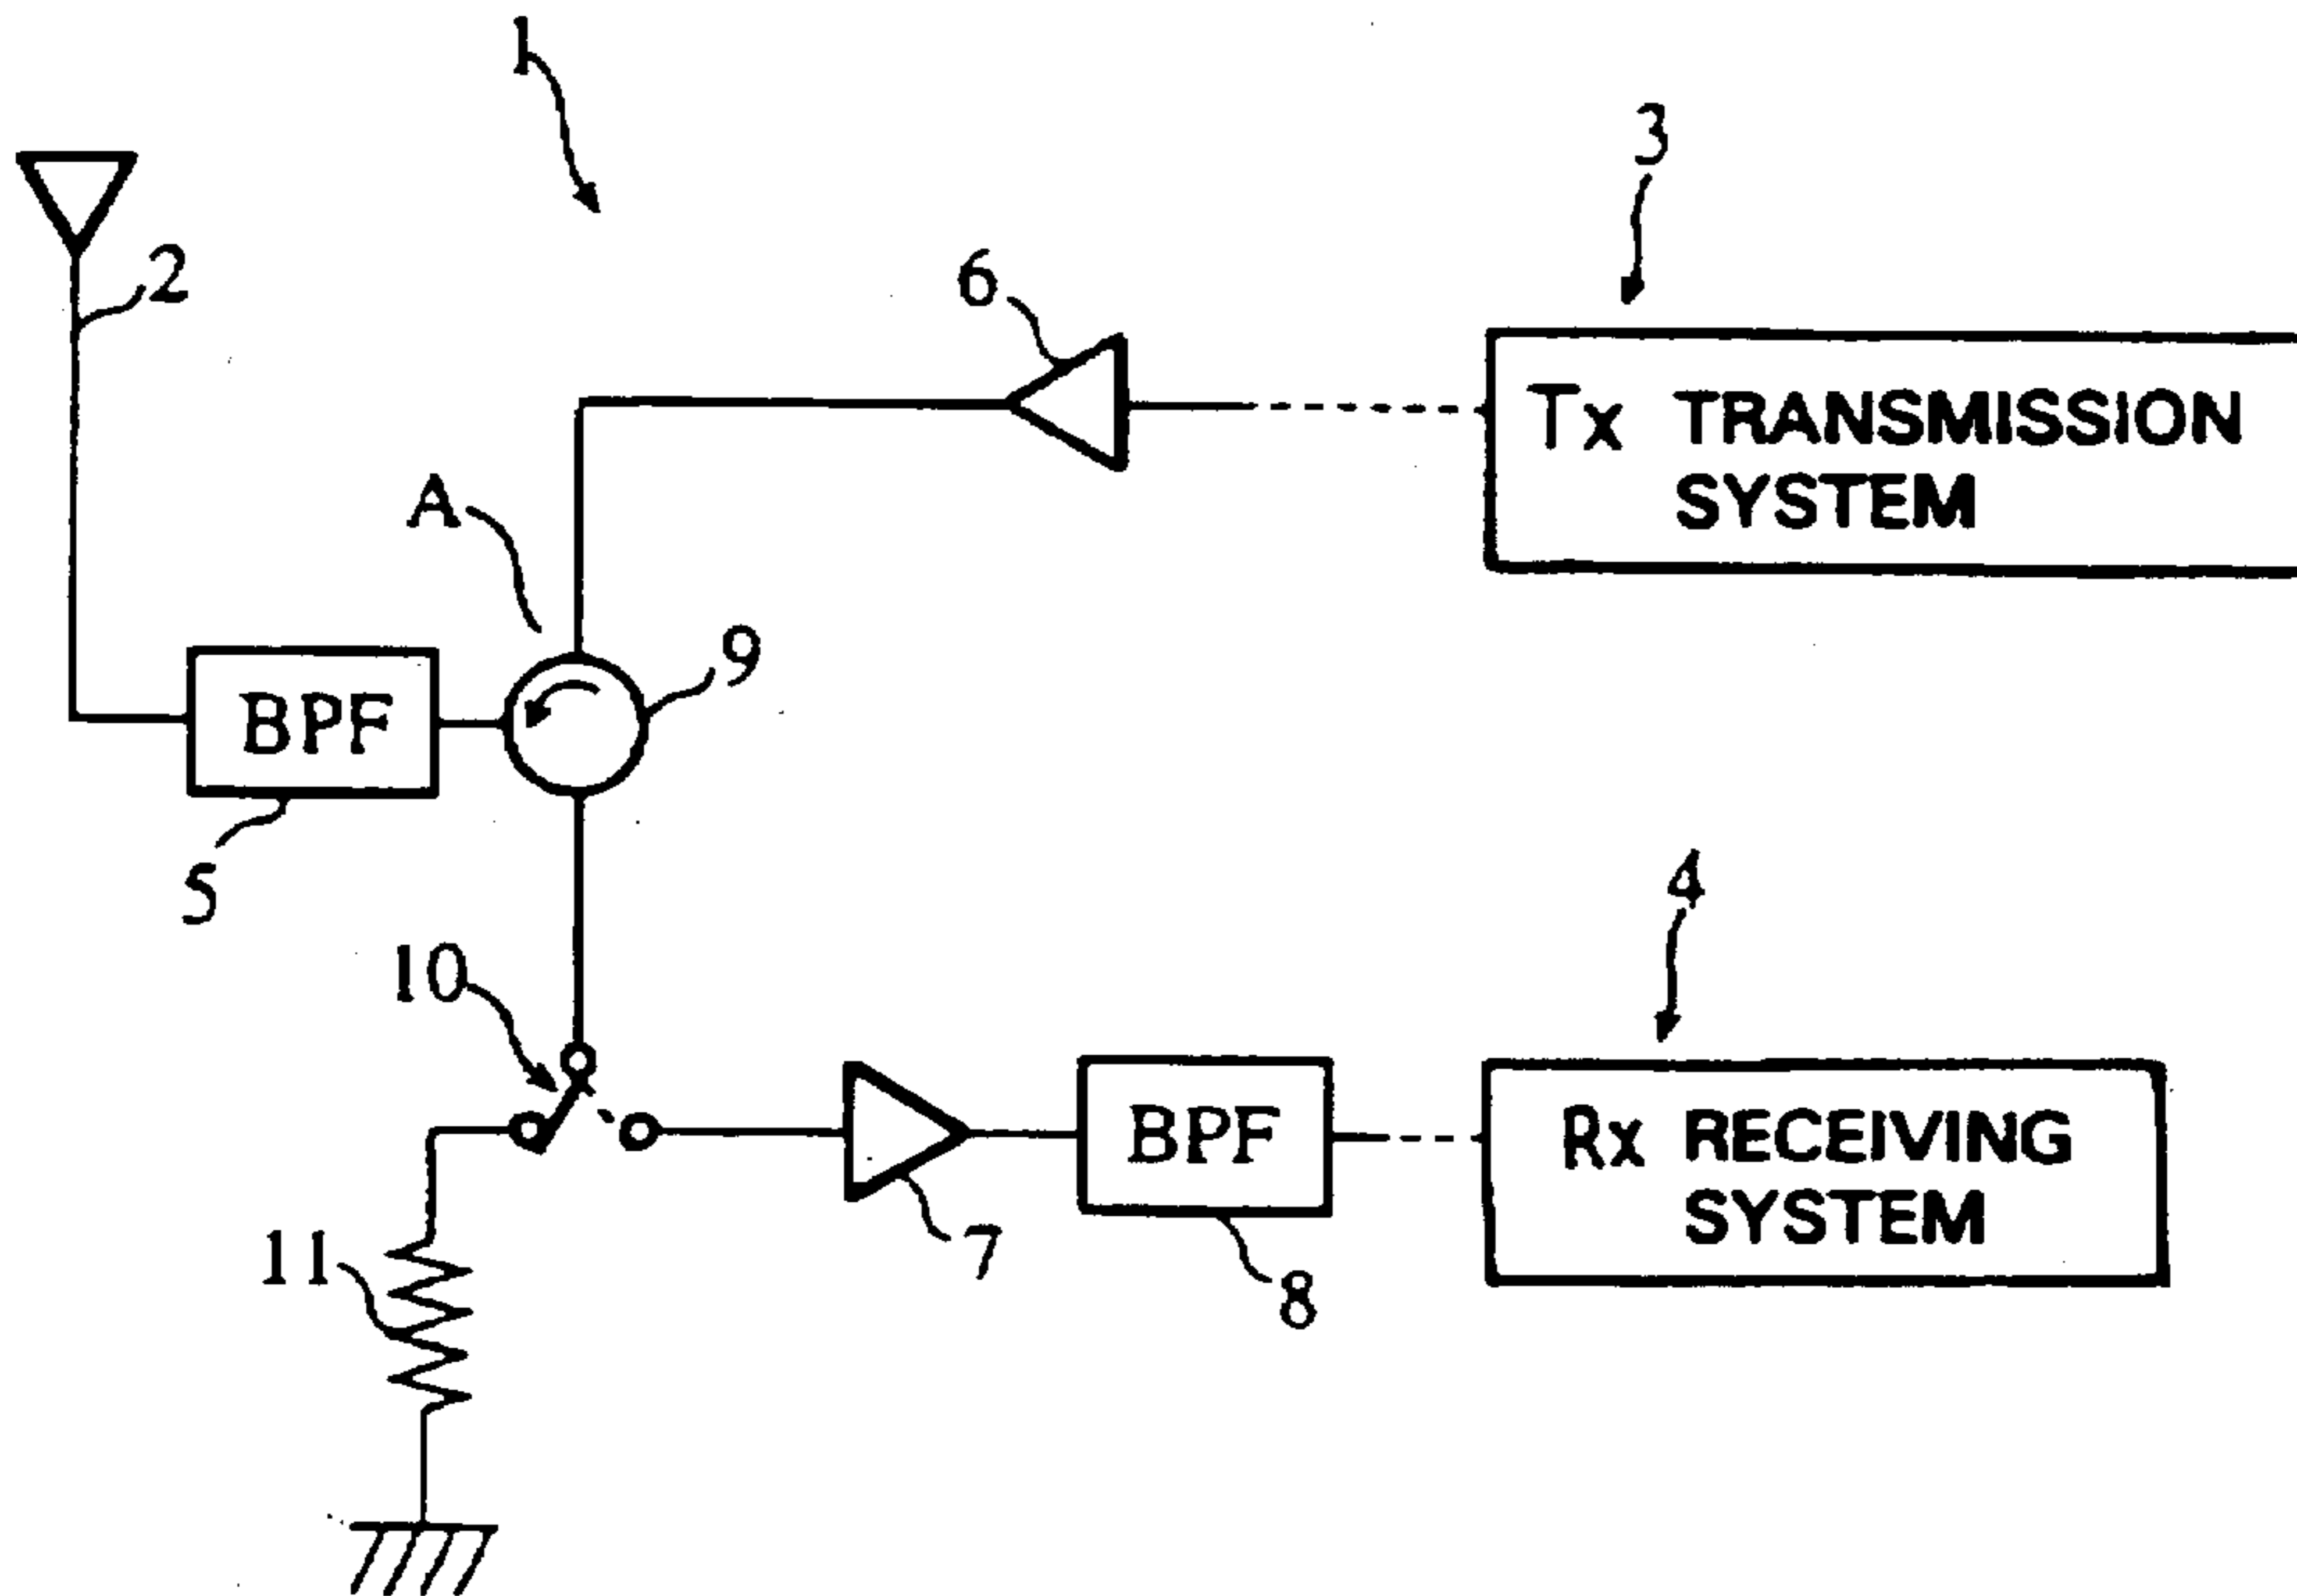 1
3
2
6
Tx TRANSMISSION
SYSTEM
A
9
BPF
5
4
10
BPF
Rx RECEIVING
SYSTEM
7
11
8